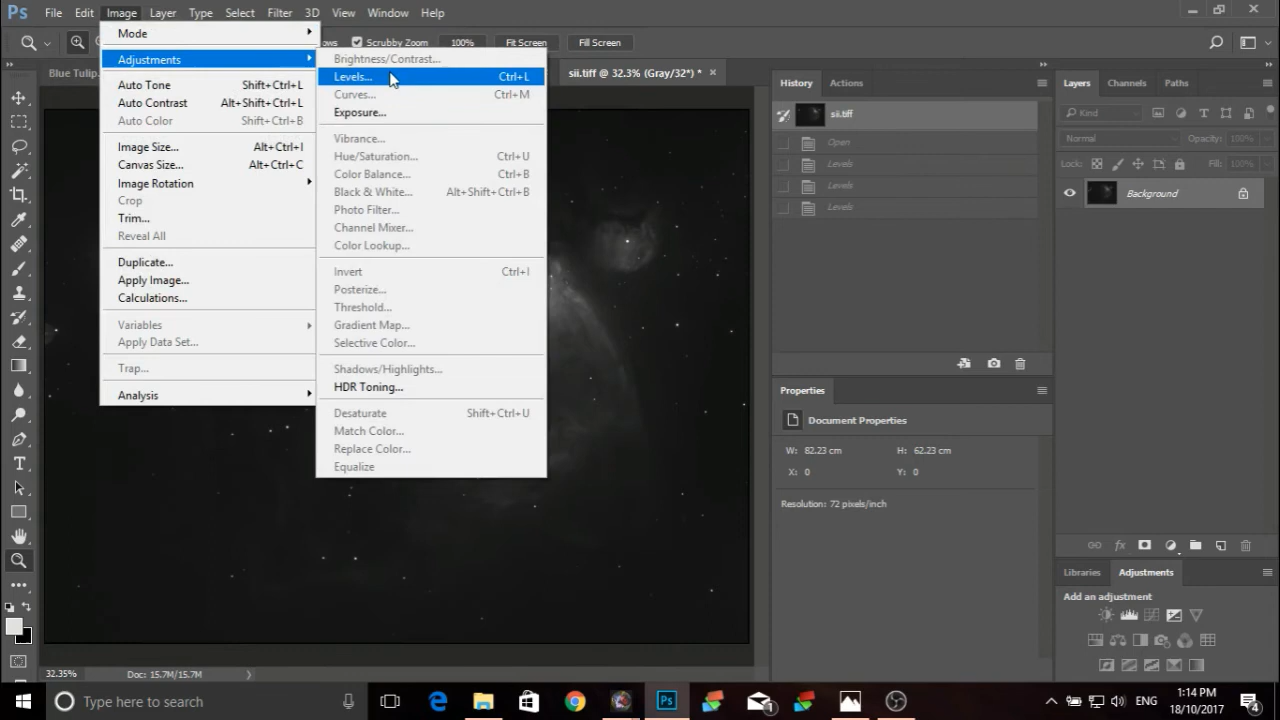 Ps File Edit Image Layer Type Select Filter 3D View Window Help
ows Scrubby Zoom 100% Fit Screen Fill Screen
Blue Tulip. sii.tiff @ 32.3% (Gray/32*) *
Mode
Adjustments
Auto Tone Shift+Ctrl+L
Auto Contrast Alt+Shift+Ctrl+L
Auto Color Shift+Ctrl+B
Image Size... Alt+Ctrl+I
Canvas Size... Alt+Ctrl+C
Image Rotation
Crop
Trim...
Reveal All
Duplicate...
Apply Image...
Calculations...
Variables
Apply Data Set...
Trap...
Analysis
Brightness/Contrast...
Levels... Ctrl+L
Curves... Ctrl+M
Exposure...
Vibrance...
Hue/Saturation... Ctrl+U
Color Balance... Ctrl+B
Black & White... Alt+Shift+Ctrl+B
Photo Filter...
Channel Mixer...
Color Lookup...
Invert Ctrl+I
Posterize...
Threshold...
Gradient Map...
Selective Color...
Shadows/Highlights...
HDR Toning...
Desaturate Shift+Ctrl+U
Match Color...
Replace Color...
Equalize
History Actions
sii.tiff
Open
Levels
Levels
Levels
Properties
Document Properties
W: 82.23 cm H: 62.23 cm
X: 0 Y: 0
Resolution: 72 pixels/inch
Layers Channels Paths
Kind
Normal Opacity: 100%
Lock: Fill: 100%
Background
Libraries Adjustments
Add an adjustment
32.35% Doc: 15.7M/15.7M
Type here to search
ENG
1:14 PM
18/10/2017